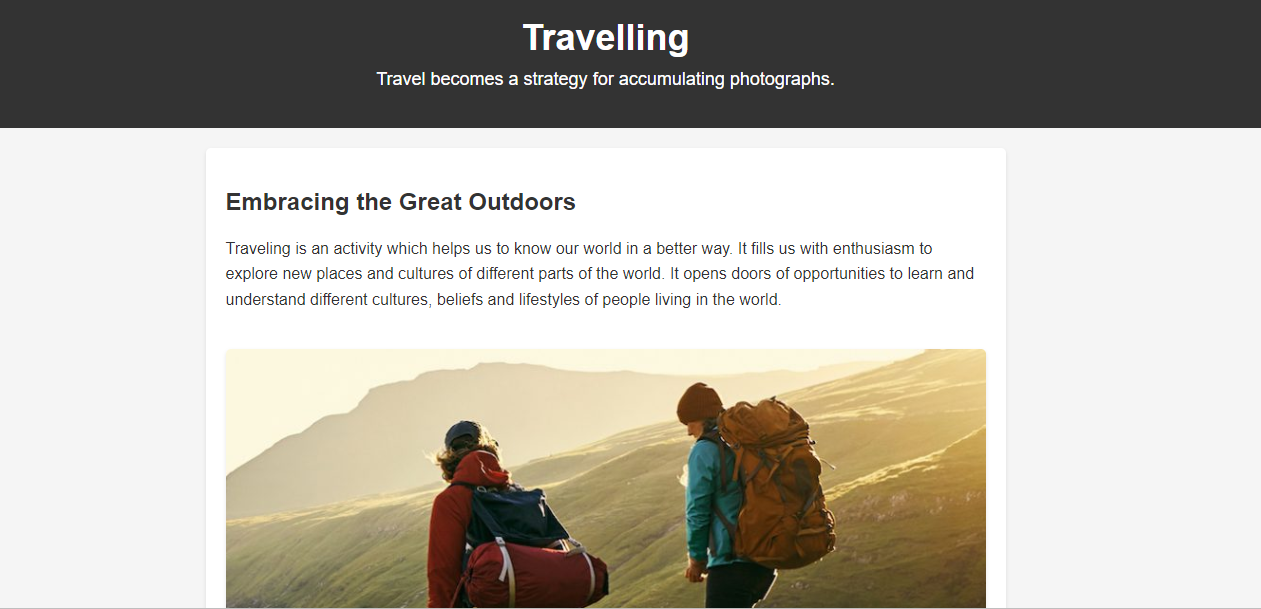 Travelling
Travel becomes a strategy for accumulating photographs.
Embracing the Great Outdoors
Traveling is an activity which helps us to know our world in a better way. It fills us with enthusiasm to
explore new places and cultures of different parts of the world. It opens doors of opportunities to learn and
understand different cultures, beliefs and lifestyles of people living in the world.